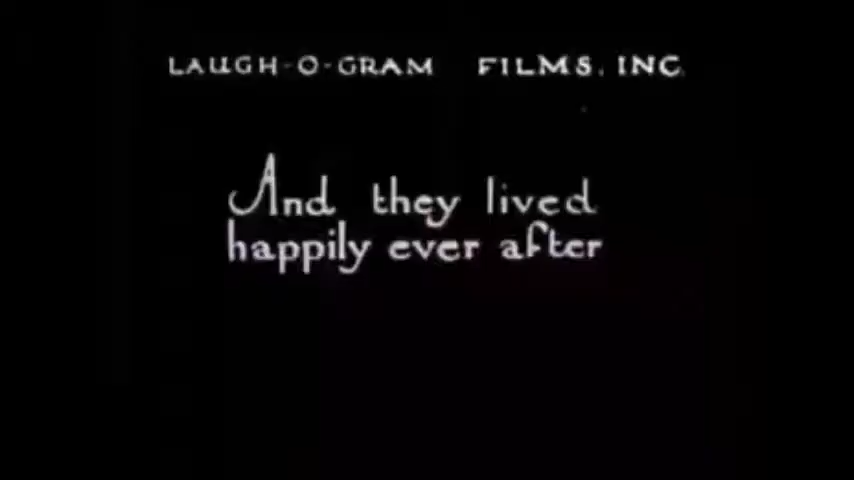 LAUGH-O-GRAM FILMS, INC.
And they lived
happily ever after